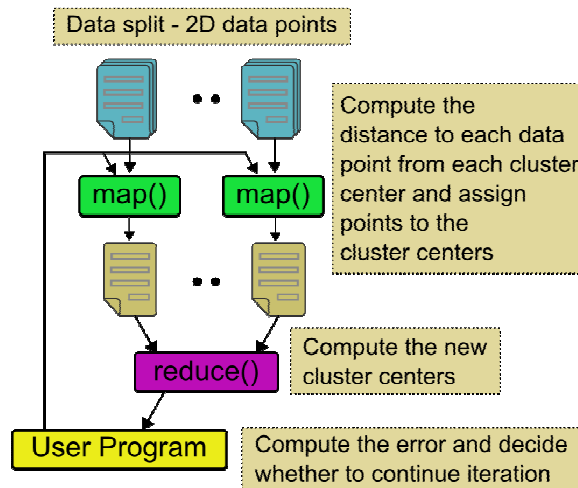 Data split - 2D data points
Compute the
distance to each data
point from each cluster
center and assign
points to the
cluster centers
map()
map()
Compute the new
cluster centers
reduce()
User Program
Compute the error and decide
whether to continue iteration